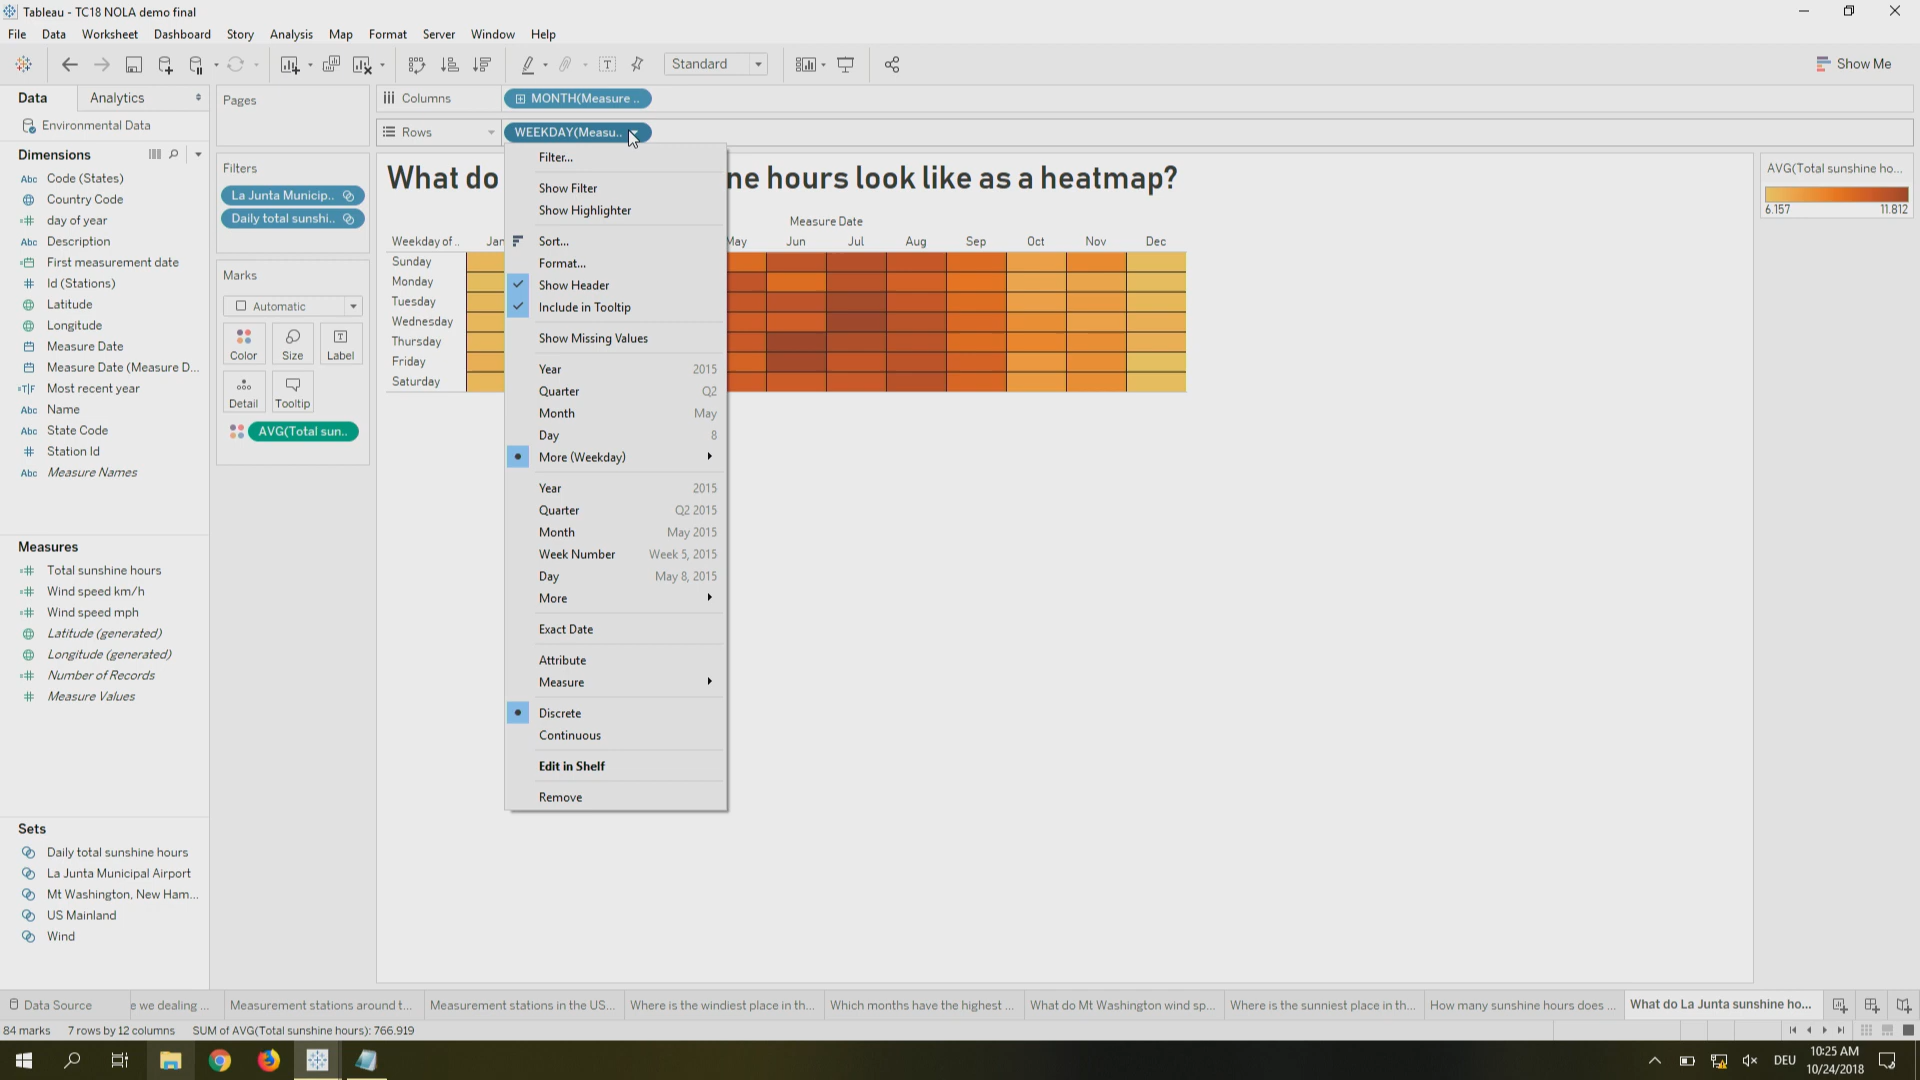 Tableau - TC18 NOLA demo final
File Data Worksheet Dashboard Story Analysis Map Format Server Window Help
Standard
Show Me
Data Analytics
Environmental Data
Dimensions
Abc Code (States)
Country Code
day of year
Abc Description
First measurement date
Id (Stations)
Latitude
Longitude
Measure Date
Measure Date (Measure D...
T|F Most recent year
Abc Name
Abc State Code
Station Id
Abc Measure Names
Measures
Total sunshine hours
Wind speed km/h
Wind speed mph
Latitude (generated)
Longitude (generated)
Number of Records
Measure Values
Sets
Daily total sunshine hours
La Junta Municipal Airport
Mt Washington, New Ham...
US Mainland
Wind
Pages
Filters
La Junta Municip..
Daily total sunshi..
Marks
Automatic
Color Size Label
Detail Tooltip
AVG(Total sun..
Columns MONTH(Measure ..
Rows WEEKDAY(Measu..
What do
ne hours look like as a heatmap?
Measure Date
Weekday of .. Jan
May Jun Jul Aug Sep Oct Nov Dec
Sunday
Monday
Tuesday
Wednesday
Thursday
Friday
Saturday
Filter...
Show Filter
Show Highlighter
Sort...
Format...
Show Header
Include in Tooltip
Show Missing Values
Year 2015
Quarter Q2
Month May
Day 8
More (Weekday)
Year 2015
Quarter Q2 2015
Month May 2015
Week Number Week 5, 2015
Day May 8, 2015
More
Exact Date
Attribute
Measure
Discrete
Continuous
Edit in Shelf
Remove
AVG(Total sunshine ho...
6.157 11.812
Data Source
e we dealing ...
Measurement stations around t...
Measurement stations in the US...
Where is the windiest place in th...
Which months have the highest ...
What do Mt Washington wind sp...
Where is the sunniest place in th...
How many sunshine hours does ...
What do La Junta sunshine ho...
84 marks 7 rows by 12 columns SUM of AVG(Total sunshine hours): 766.919
DEU
10:25 AM
10/24/2018